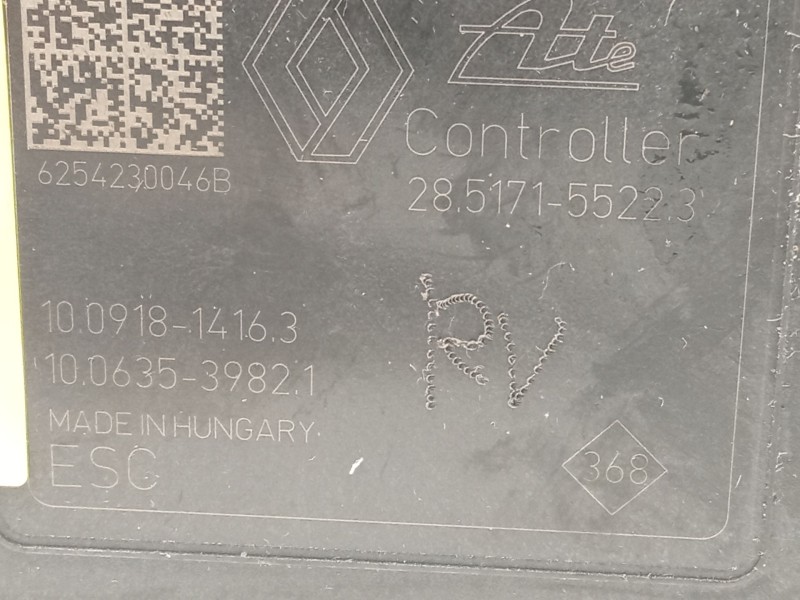 Ate
6254230046B
Controller
28.5171-5522.3
10.0918-1416.3
10.0635-3982.1
RV
MADE IN HUNGARY
ESC
368